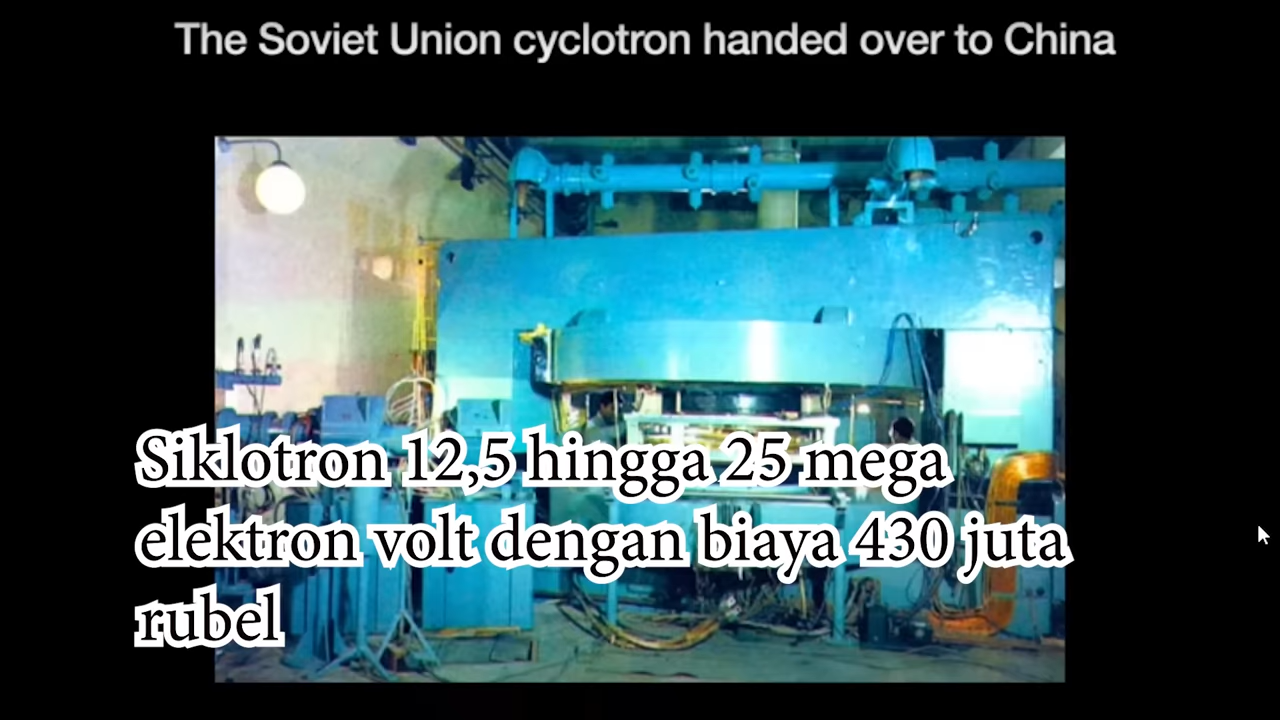 The Soviet Union cyclotron handed over to China
Siklotron 12,5 hingga 25 mega
elektron volt dengan biaya 430 juta
rubel